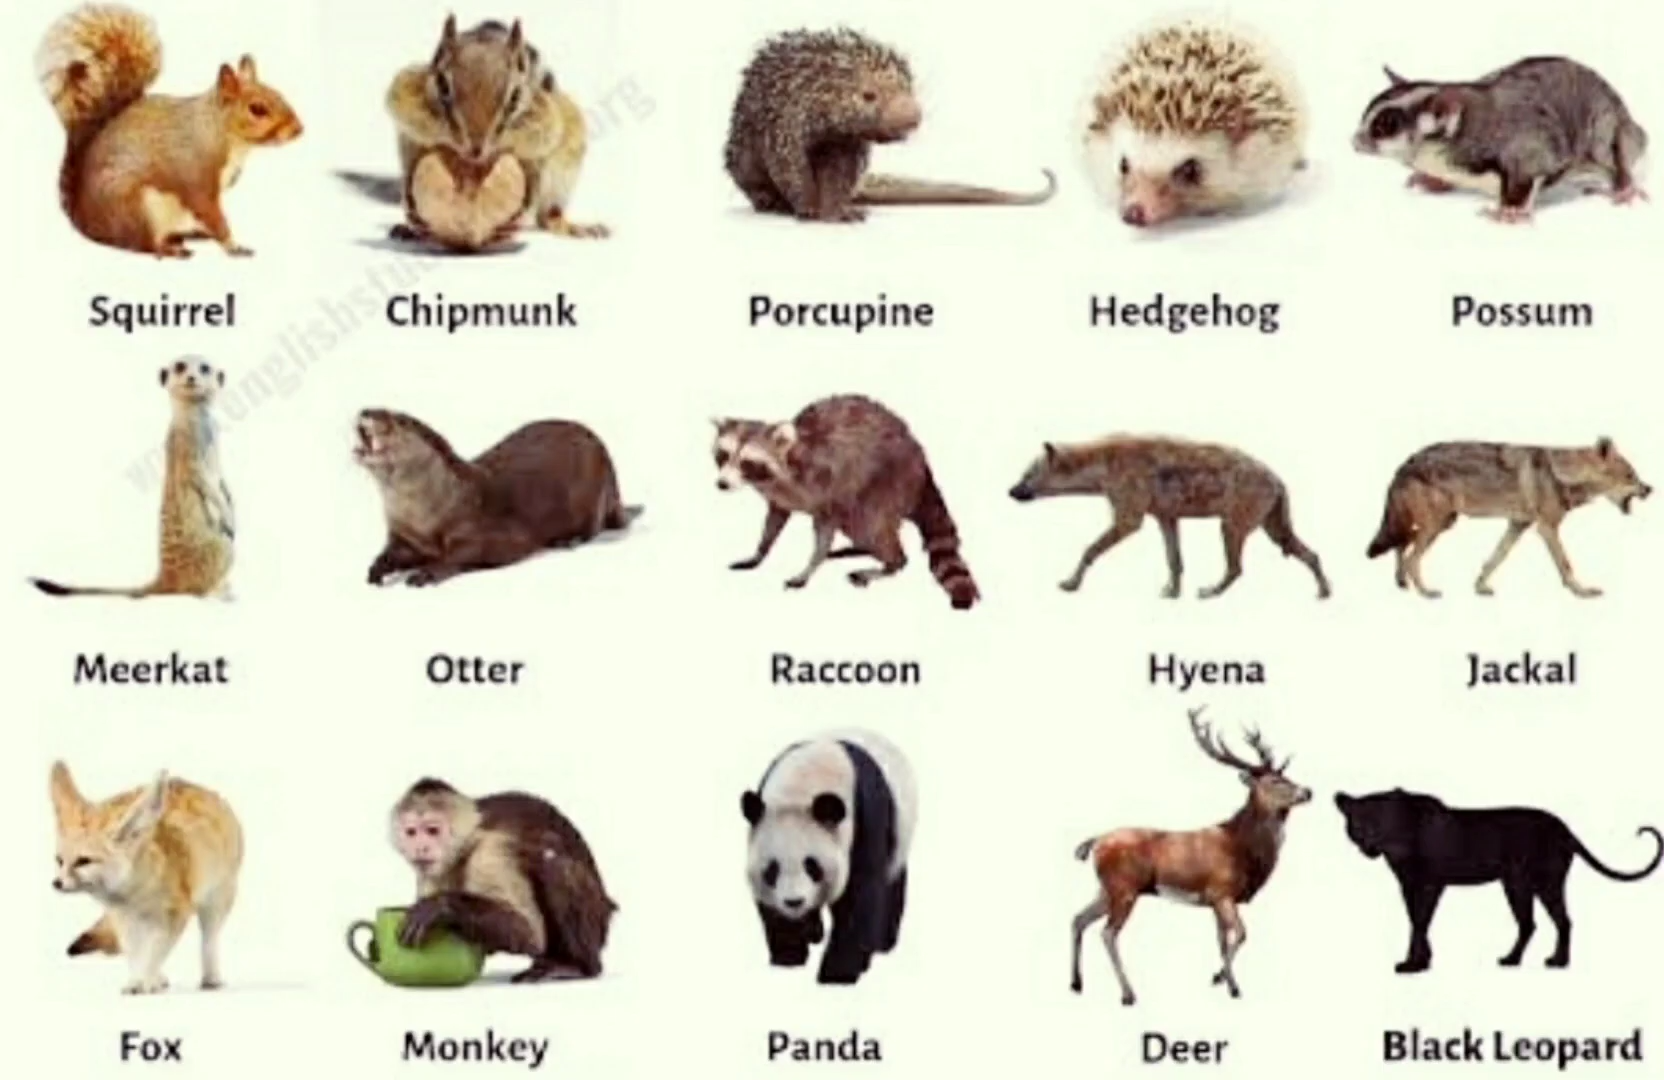 Squirrel Chipmunk Porcupine Hedgehog Possum
Meerkat Otter Raccoon Hyena Jackal
Fox Monkey Panda Deer Black Leopard